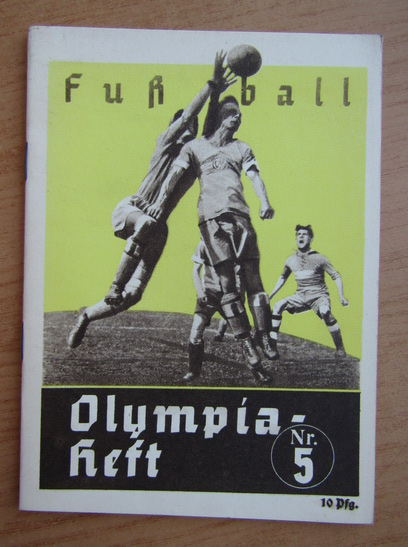 Fußball
Olympia-
Heft
Nr.
5
10 Pfg.